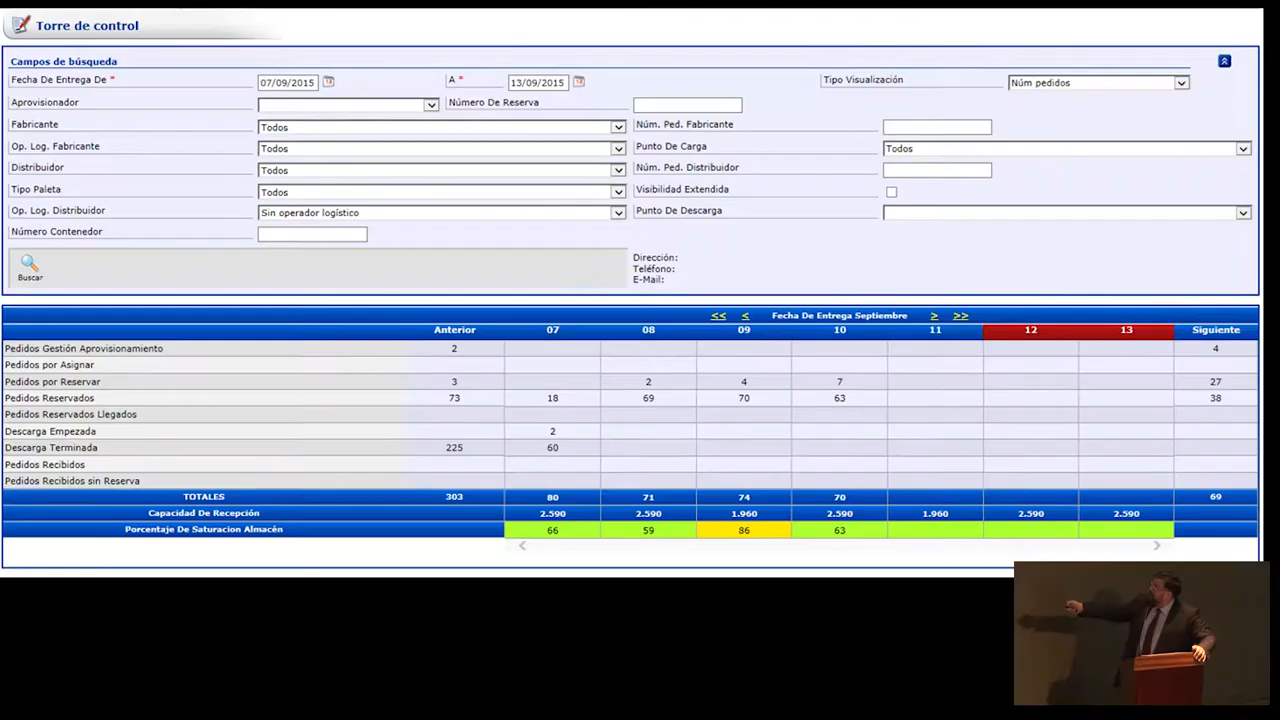 Torre de control
Campos de búsqueda
Fecha De Entrega De * 07/09/2015 A * 13/09/2015 Tipo Visualización Núm pedidos
Aprovisionador Número De Reserva
Fabricante Todos Núm. Ped. Fabricante
Op. Log. Fabricante Todos Punto De Carga Todos
Distribuidor Todos Núm. Ped. Distribuidor
Tipo Paleta Todos Visibilidad Extendida
Op. Log. Distribuidor Sin operador logístico Punto De Descarga
Número Contenedor
Buscar
Dirección:
Teléfono:
E-Mail:
<< < Fecha De Entrega Septiembre > >>
Anterior 07 08 09 10 11 12 13 Siguiente
Pedidos Gestión Aprovisionamiento 2 4
Pedidos por Asignar
Pedidos por Reservar 3 2 4 7 27
Pedidos Reservados 73 18 69 70 63 38
Pedidos Reservados Llegados
Descarga Empezada 2
Descarga Terminada 225 60
Pedidos Recibidos
Pedidos Recibidos sin Reserva
TOTALES 303 80 71 74 70 69
Capacidad De Recepción 2.590 2.590 1.960 2.590 1.960 2.590 2.590
Porcentaje De Saturacion Almacén 66 59 86 63